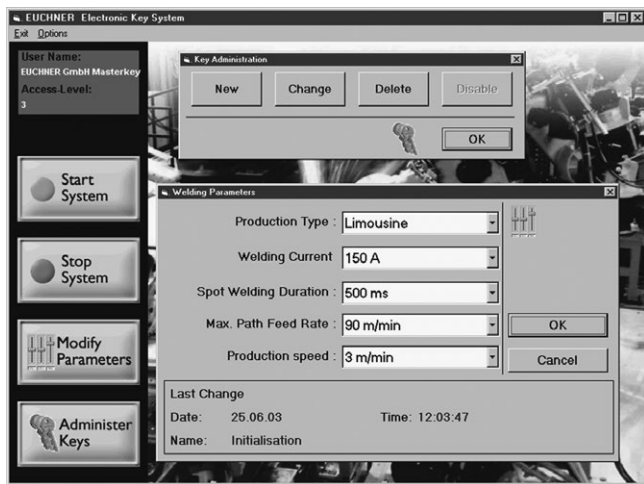 EUCHNER Electronic Key System
Exit Options
User Name:
EUCHNER GmbH Masterkey
Access-Level:
3
Start
System
Stop
System
Modify
Parameters
Administer
Keys
Key Administration
New Change Delete Disable
OK
Welding Parameters
Production Type : Limousine
Welding Current 150 A
Spot Welding Duration : 500 ms
Max. Path Feed Rate : 90 m/min
OK
Production speed : 3 m/min
Cancel
Last Change
Date: 25.06.03 Time: 12:03:47
Name: Initialisation